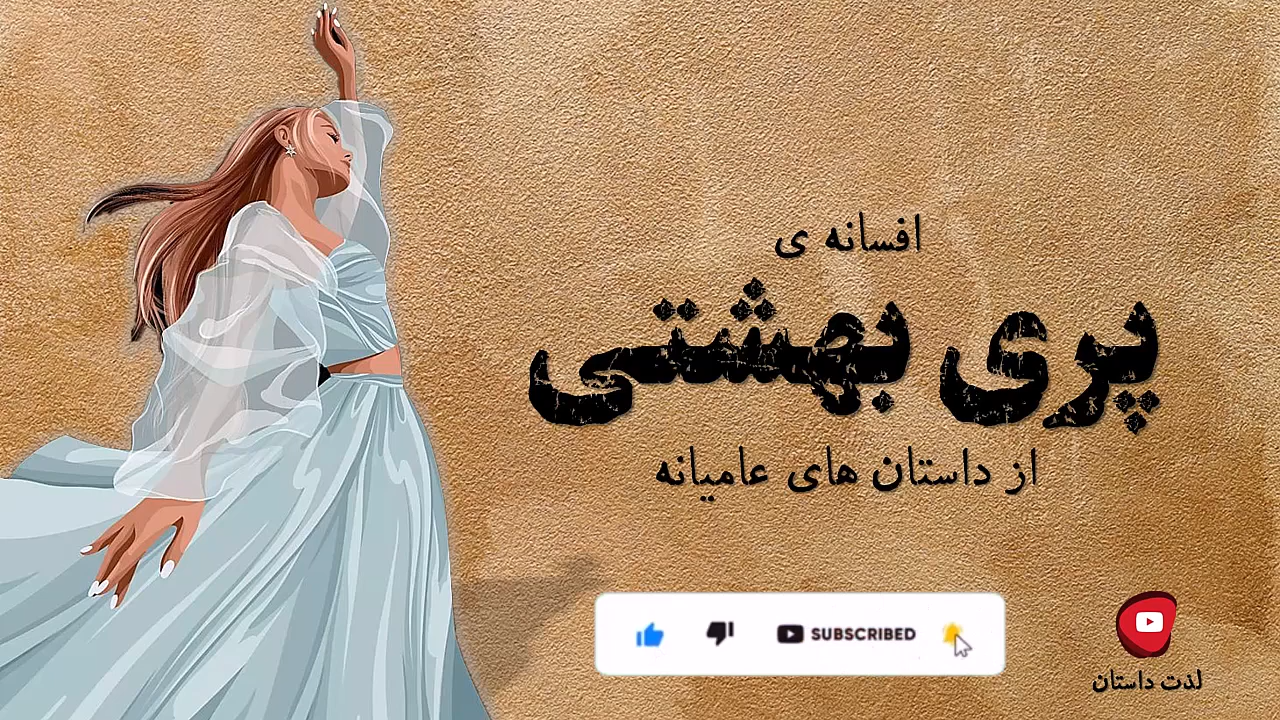 افسانه ی
پری بهشتی
از داستان های عامیانه
SUBSCRIBED
لذت داستان